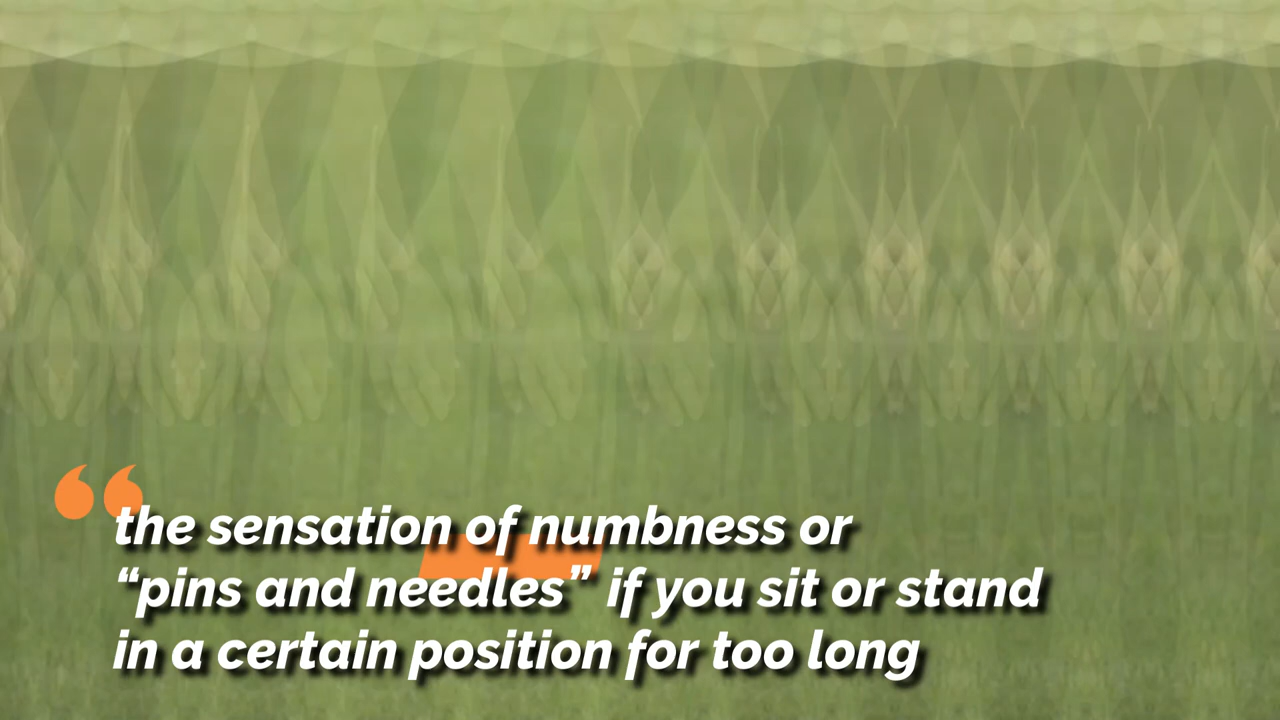 the sensation of numbness or
“pins and needles” if you sit or stand
in a certain position for too long